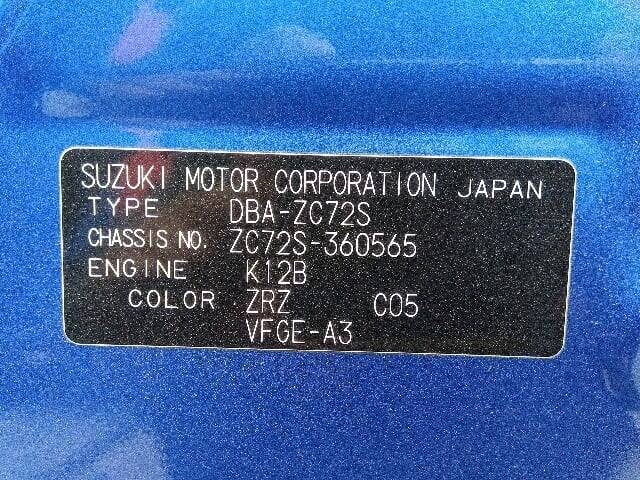 SUZUKI MOTOR CORPORATION JAPAN
TYPE DBA-ZC72S
CHASSIS NO. ZC72S-360565
ENGINE K12B
COLOR ZRZ C05
VFGE-A3